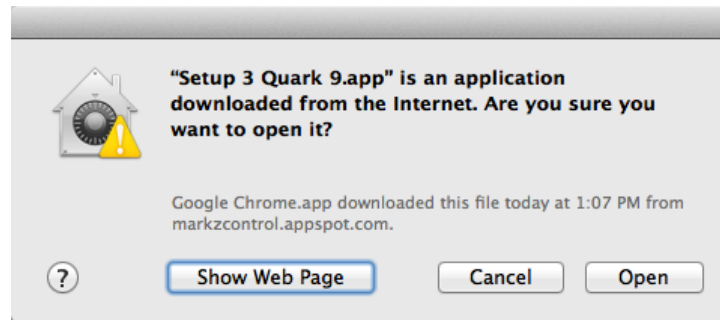 “Setup 3 Quark 9.app” is an application
downloaded from the Internet. Are you sure you
want to open it?
Google Chrome.app downloaded this file today at 1:07 PM from
markzcontrol.appspot.com.
?
Show Web Page
Cancel
Open